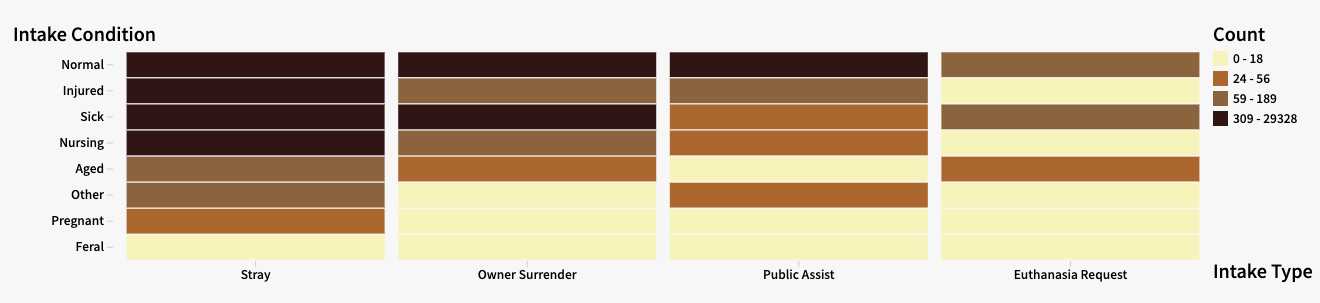 Intake Condition
Normal
Injured
Sick
Nursing
Aged
Other
Pregnant
Feral
Stray
Owner Surrender
Public Assist
Euthanasia Request
Count
0 - 18
24 - 56
59 - 189
309 - 29328
Intake Type